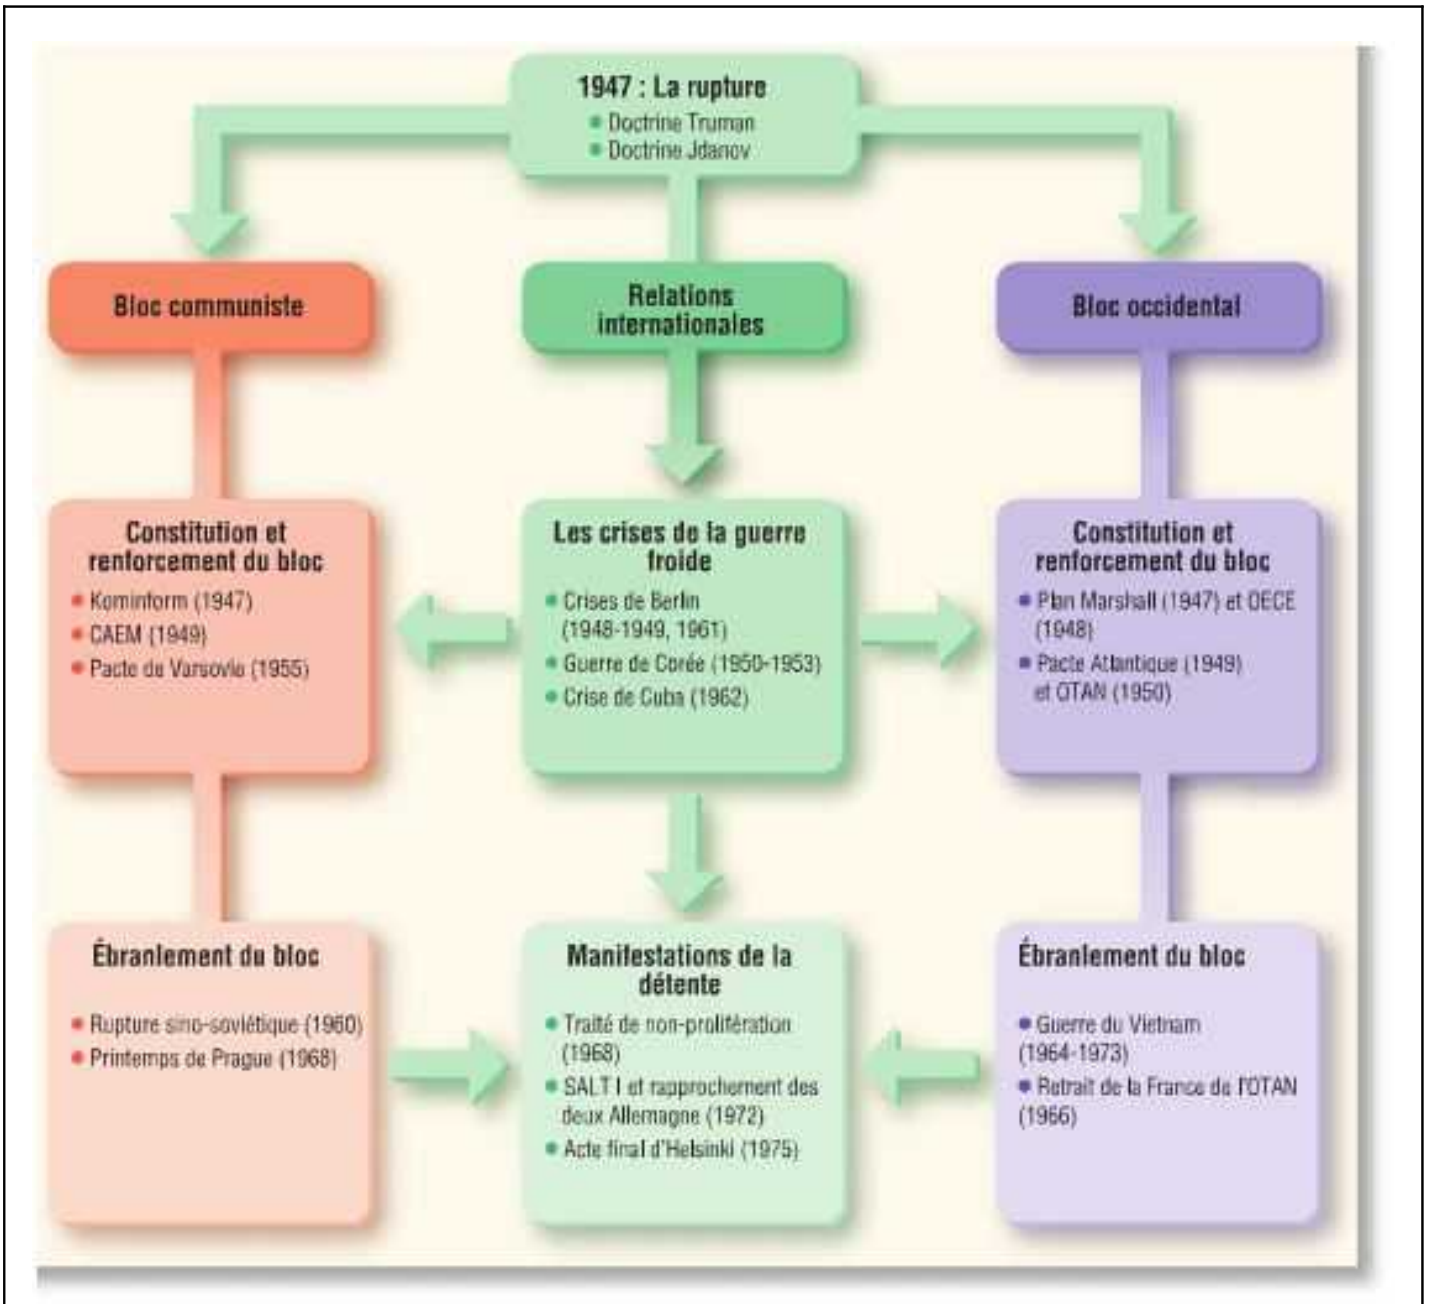 1947 : La rupture
• Doctrine Truman
• Doctrine Jdanov
Bloc communiste
Relations
internationales
Bloc occidental
Constitution et
renforcement du bloc
• Kominform (1947)
• CAEM (1949)
• Pacte de Varsovie (1955)
Les crises de la guerre
froide
• Crises de Berlin
(1948-1949, 1961)
• Guerre de Corée (1950-1953)
• Crise de Cuba (1962)
Constitution et
renforcement du bloc
• Plan Marshall (1947) et OECE
(1948)
• Pacte Atlantique (1949)
et OTAN (1950)
Ébranlement du bloc
• Rupture sino-soviétique (1960)
• Printemps de Prague (1968)
Manifestations de la
détente
• Traité de non-prolifération
(1968)
• SALT I et rapprochement des
deux Allemagne (1972)
• Acte final d'Helsinki (1975)
Ébranlement du bloc
• Guerre du Vietnam
(1964-1973)
• Retrait de la France de l'OTAN
(1966)